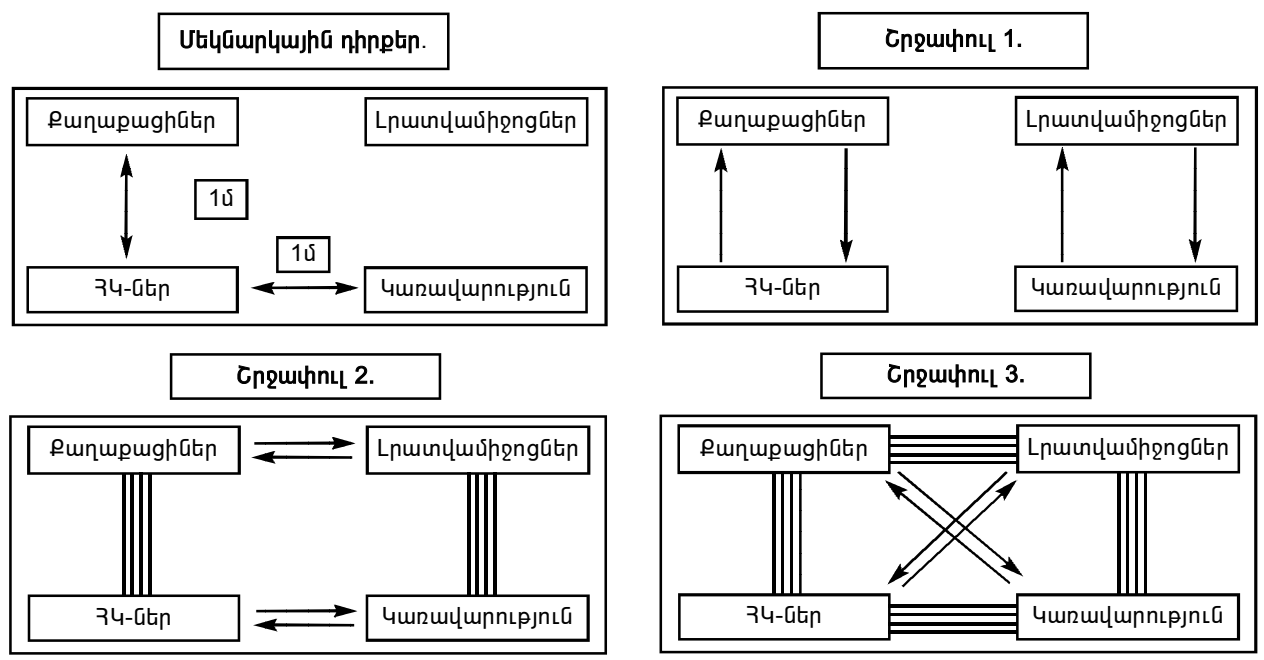 Մեկնարկային դիրքեր.
Քաղաքացիներ
Լրատվամիջոցներ
1մ
1մ
ՀԿ-ներ
Կառավարություն
Շրջափուլ 1.
Քաղաքացիներ
Լրատվամիջոցներ
ՀԿ-ներ
Կառավարություն
Շրջափուլ 2.
Քաղաքացիներ
Լրատվամիջոցներ
ՀԿ-ներ
Կառավարություն
Շրջափուլ 3.
Քաղաքացիներ
Լրատվամիջոցներ
ՀԿ-ներ
Կառավարություն